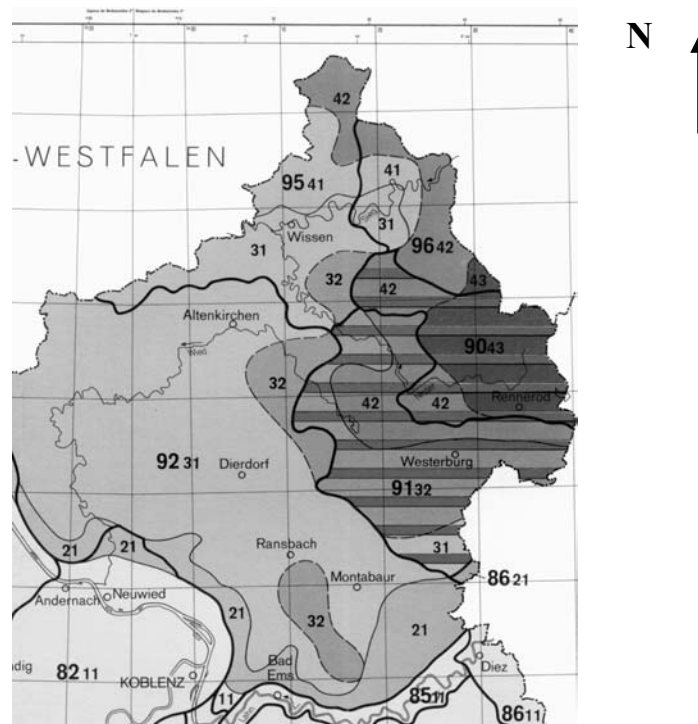 N
42
-WESTFALEN
41
95 41
31
Wissen
96 42
31
32
42
43
Altenkirchen
90 43
32
42
42
Rennerod
92 31
Dierdorf
Westerburg
91 32
21
21
Ransbach
31
86 21
Andernach
Neuwied
Montabaur
21
32
21
82 11
KOBLENZ
Bad
Ems
Diez
11
85 11
86 11